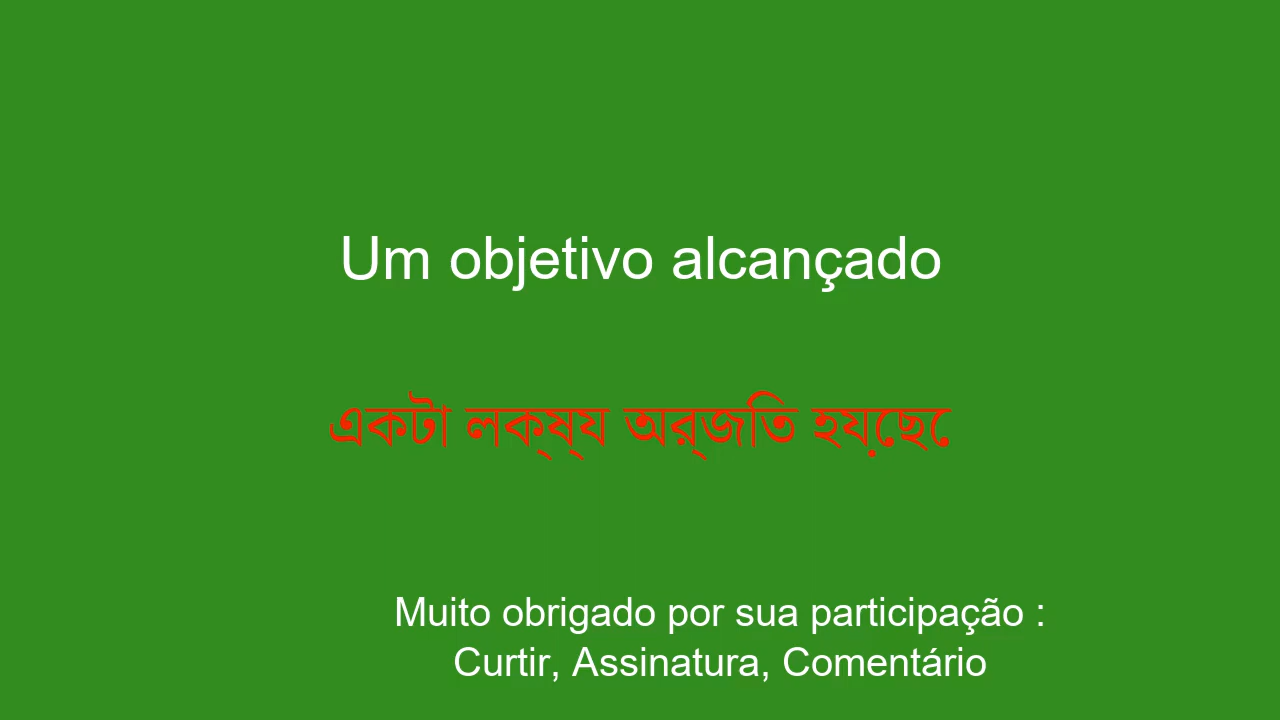 Um objetivo alcançado
একটা লক্ষ্য অর্জিত হয়েছে
Muito obrigado por sua participação :
Curtir, Assinatura, Comentário